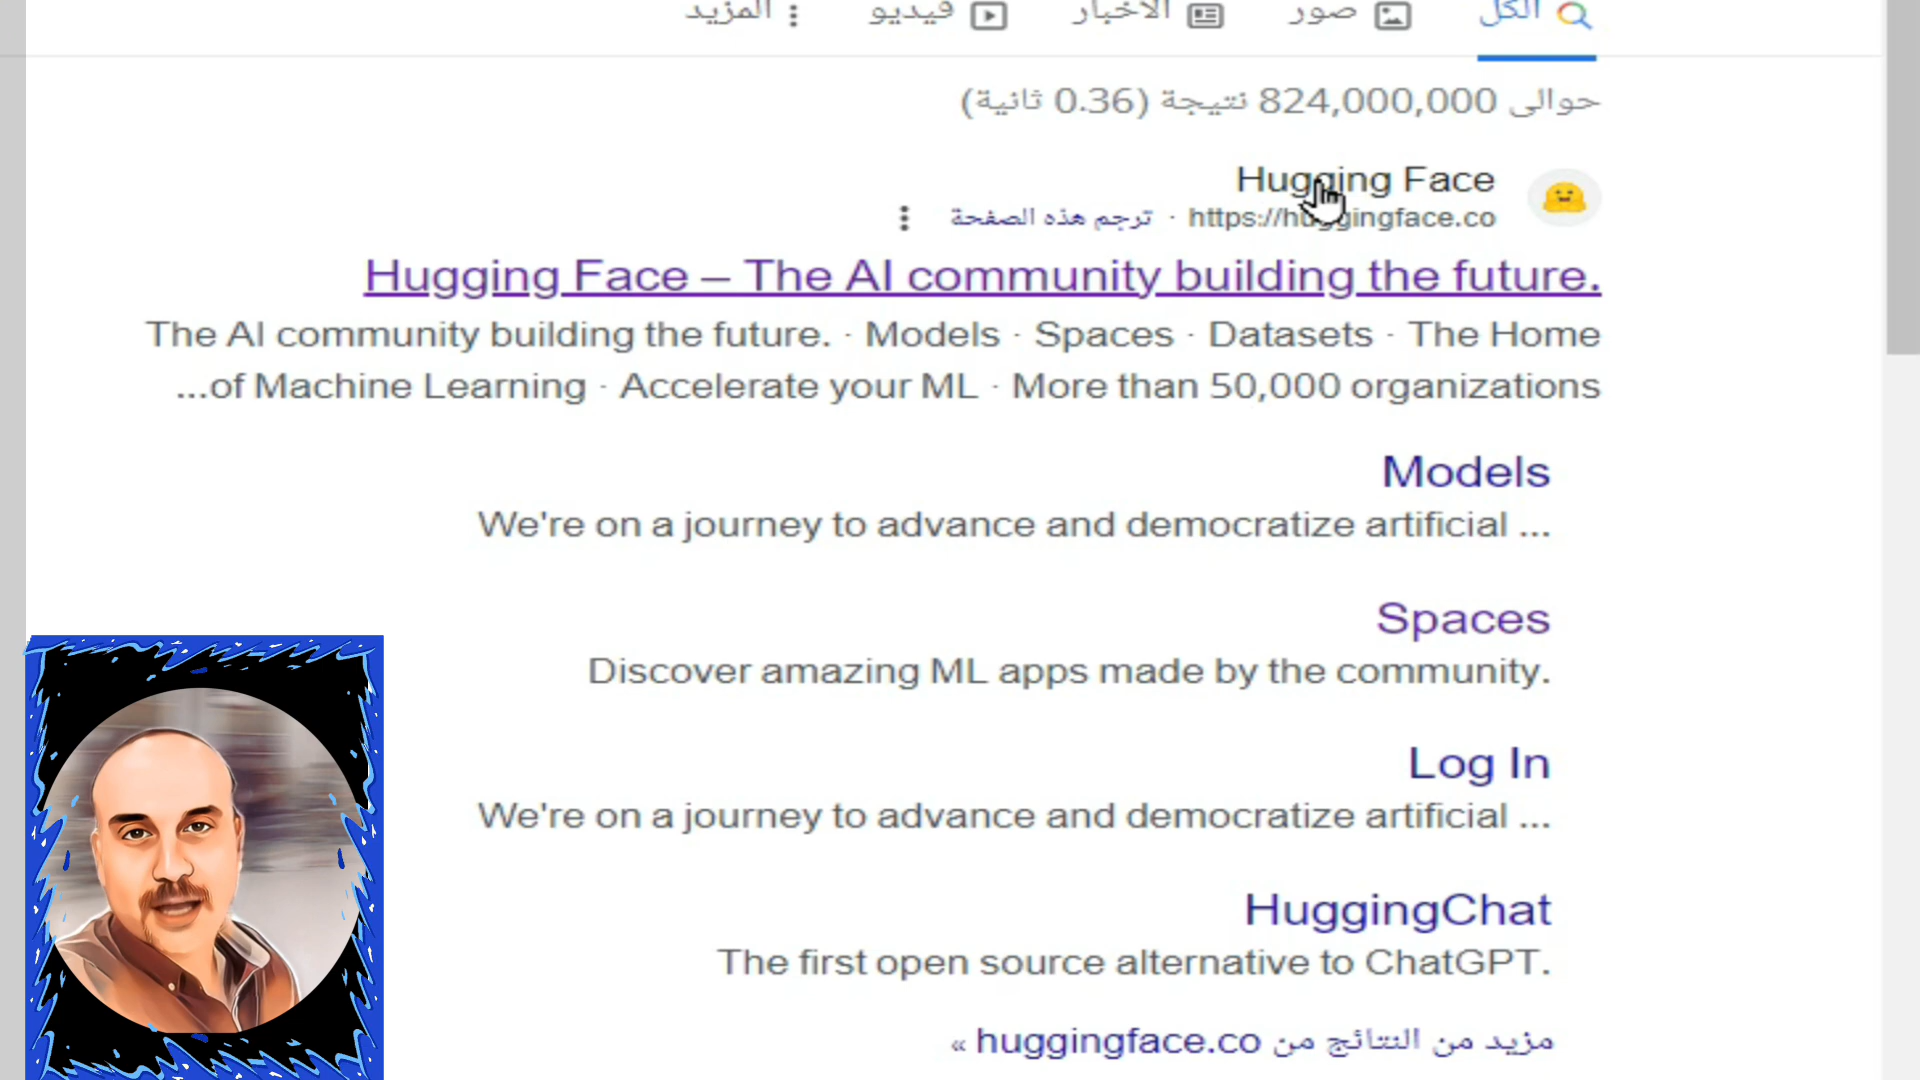 الكل صور الأخبار فيديو المزيد
حوالى 824,000,000 نتيجة (0.36 ثانية)
Hugging Face
https://huggingface.co · ترجم هذه الصفحة
Hugging Face – The AI community building the future.
The AI community building the future. · Models · Spaces · Datasets · The Home
...of Machine Learning · Accelerate your ML · More than 50,000 organizations
Models
We're on a journey to advance and democratize artificial ...
Spaces
Discover amazing ML apps made by the community.
Log In
We're on a journey to advance and democratize artificial ...
HuggingChat
The first open source alternative to ChatGPT.
مزيد من النتائج من huggingface.co »